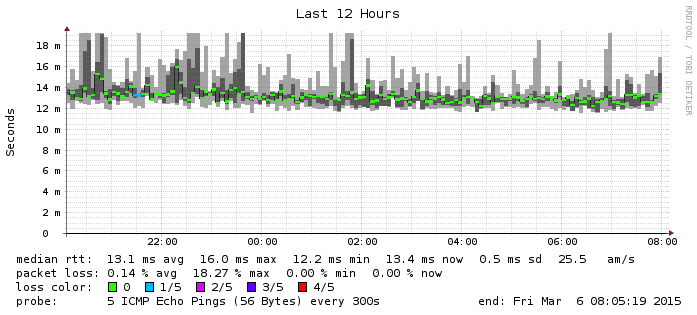 Last 12 Hours
RRDTOOL / TOBI OETIKER
Seconds
18 m
16 m
14 m
12 m
10 m
8 m
6 m
4 m
2 m
0
22:00 00:00 02:00 04:00 06:00 08:00
median rtt: 13.1 ms avg 16.0 ms max 12.2 ms min 13.4 ms now 0.5 ms sd 25.5 am/s
packet loss: 0.14 % avg 18.27 % max 0.00 % min 0.00 % now
loss color: 0 1/5 2/5 3/5 4/5
probe: 5 ICMP Echo Pings (56 Bytes) every 300s end: Fri Mar 6 08:05:19 2015